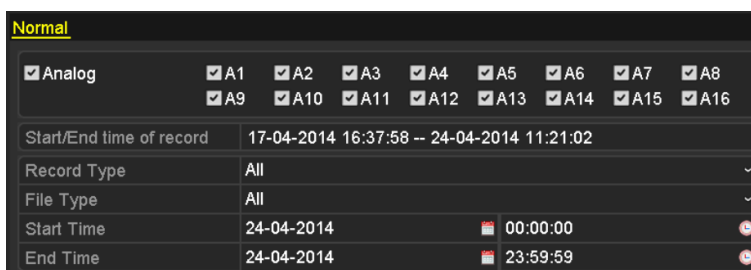 Normal
Analog A1 A2 A3 A4 A5 A6 A7 A8
A9 A10 A11 A12 A13 A14 A15 A16
Start/End time of record 17-04-2014 16:37:58 -- 24-04-2014 11:21:02
Record Type All
File Type All
Start Time 24-04-2014 00:00:00
End Time 24-04-2014 23:59:59